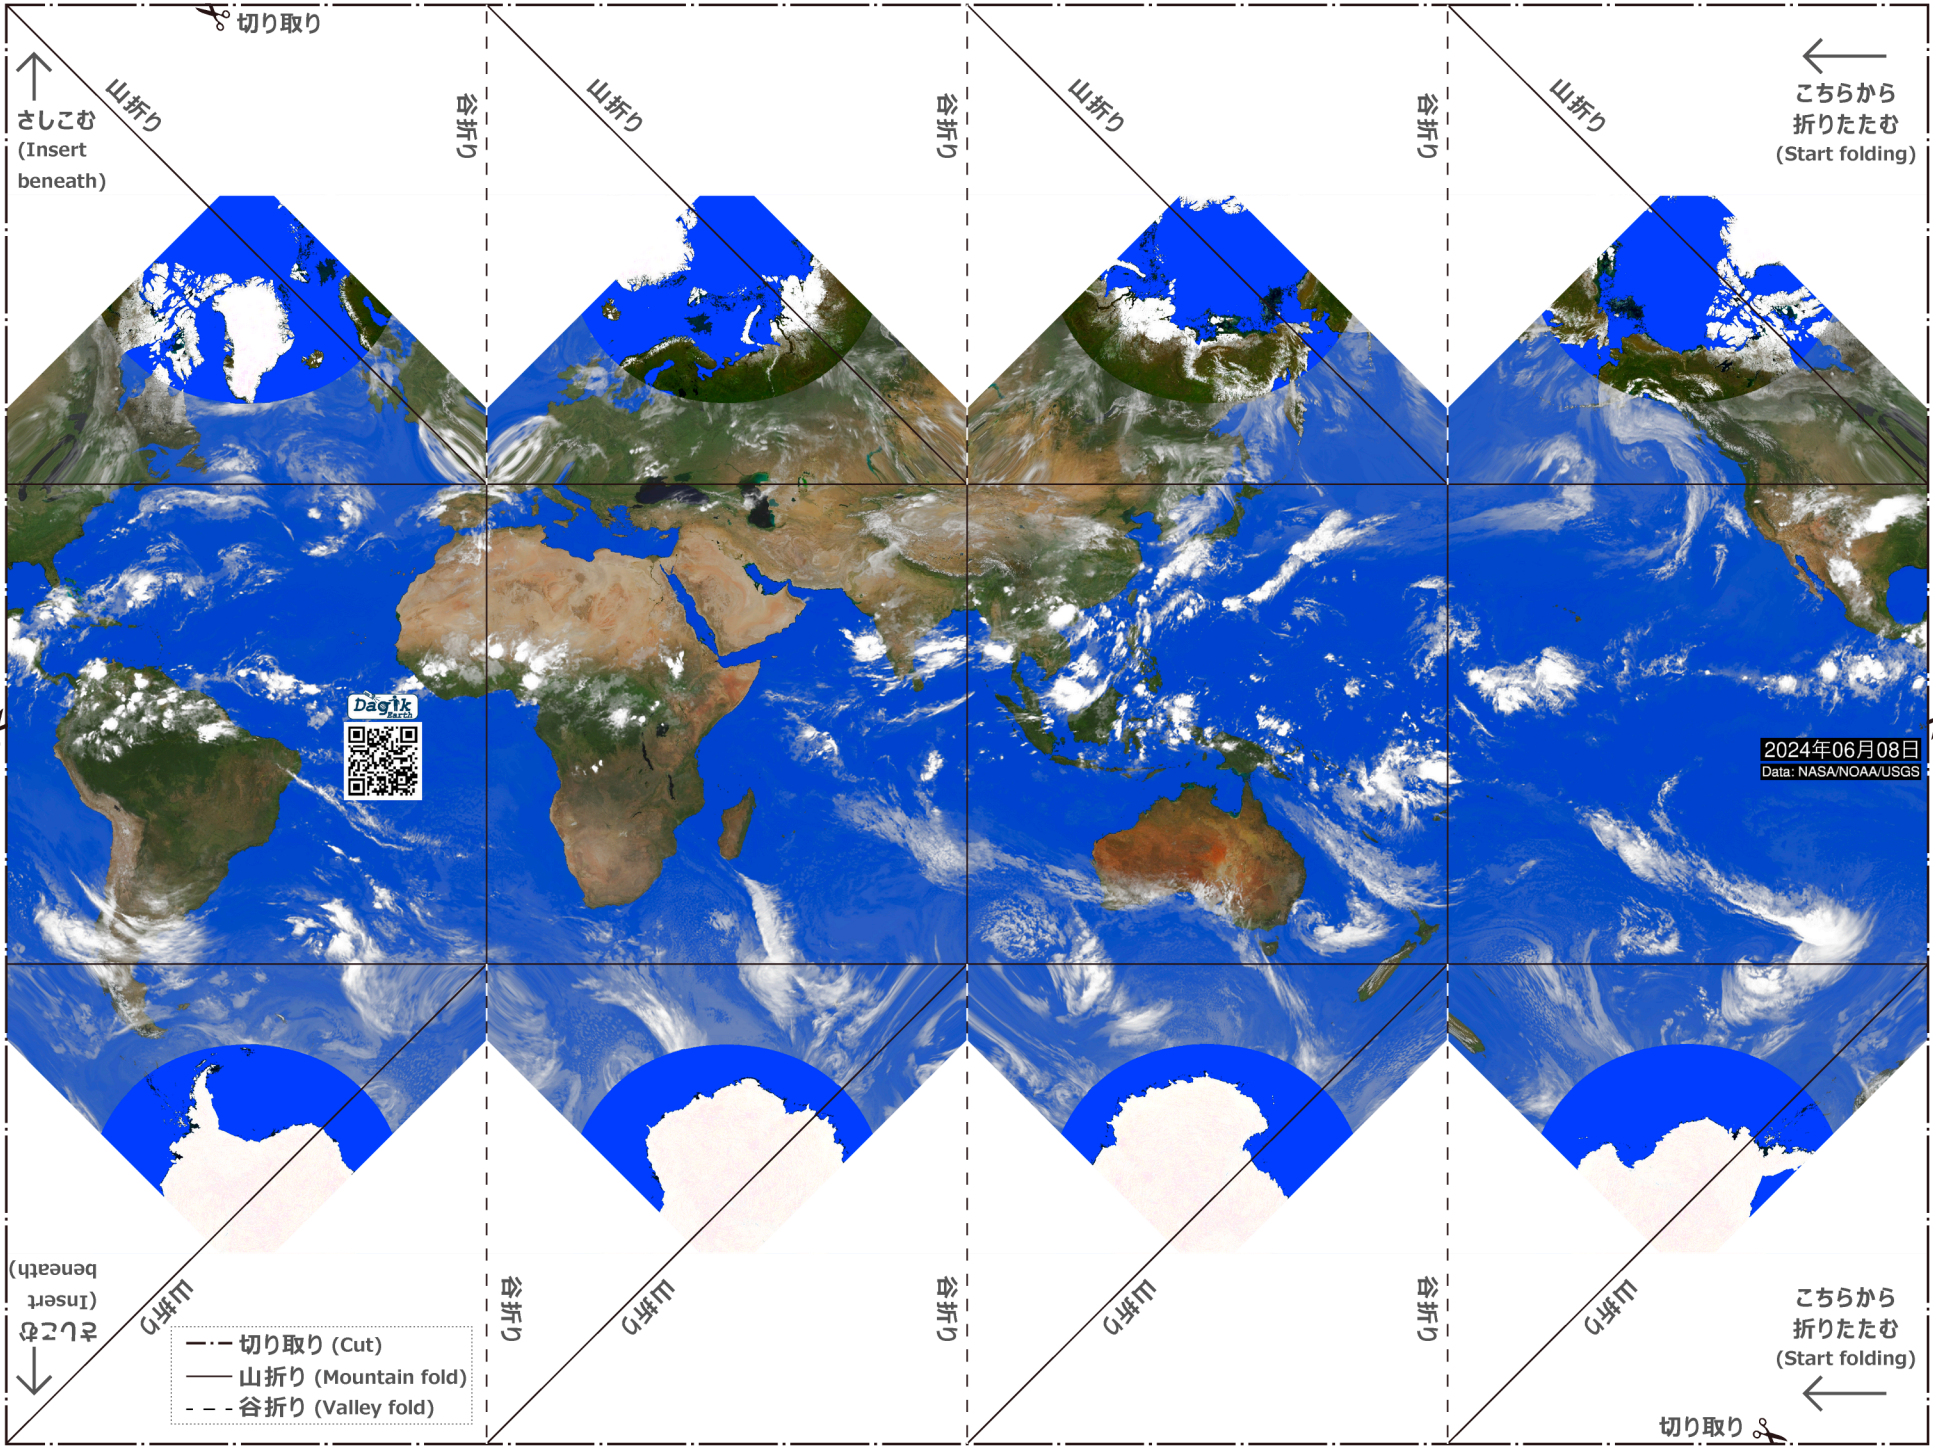 切り取り
山折り
谷折り
山折り
谷折り
山折り
谷折り
山折り
さしこむ
(Insert
beneath)
こちらから
折りたたむ
(Start folding)
Dagik
Earth
2024年06月08日
Data: NASA/NOAA/USGS
さしこむ
(Insert
beneath)
山折り
谷折り
山折り
谷折り
山折り
谷折り
山折り
切り取り (Cut)
山折り (Mountain fold)
谷折り (Valley fold)
こちらから
折りたたむ
(Start folding)
切り取り